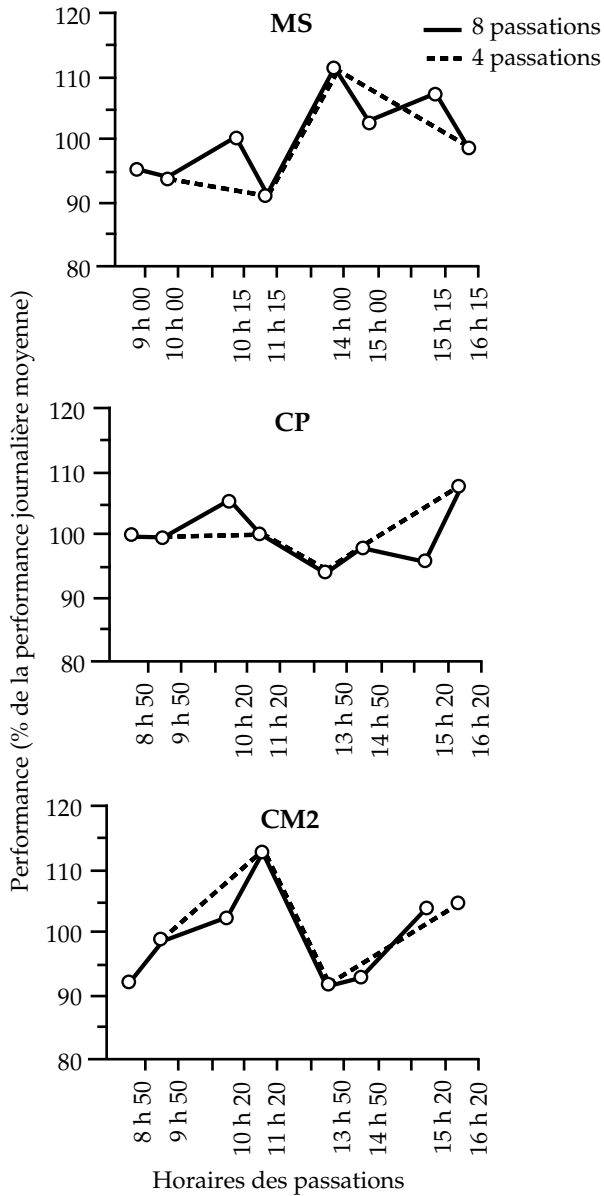 MS
8 passations
4 passations
120
110
100
90
80
9 h 00
10 h 00
10 h 15
11 h 15
14 h 00
15 h 00
15 h 15
16 h 15
Performance (% de la performance journalière moyenne)
CP
120
110
100
90
80
8 h 50
9 h 50
10 h 20
11 h 20
13 h 50
14 h 50
15 h 20
16 h 20
CM2
120
110
100
90
80
8 h 50
9 h 50
10 h 20
11 h 20
13 h 50
14 h 50
15 h 20
16 h 20
Horaires des passations